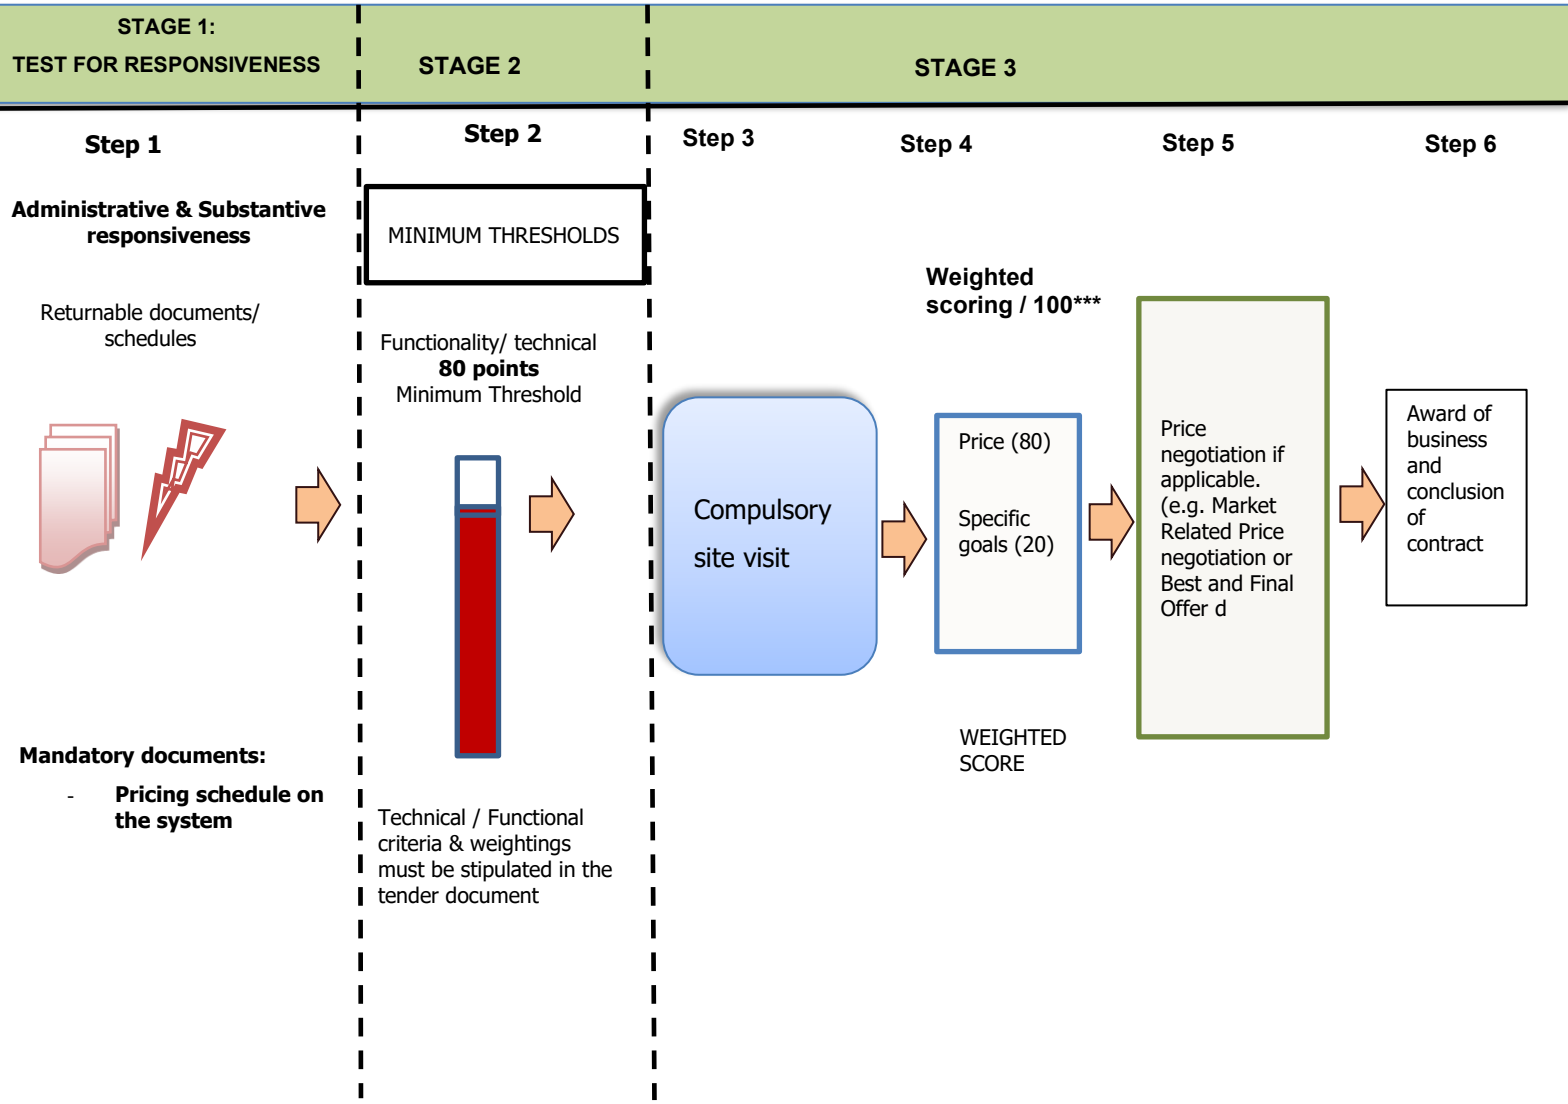 STAGE 1:
TEST FOR RESPONSIVENESS
STAGE 2
STAGE 3
Step 1
Step 2
Step 3
Step 4
Step 5
Step 6
Administrative & Substantive
responsiveness
Returnable documents/
schedules
Mandatory documents:
- Pricing schedule on
the system
MINIMUM THRESHOLDS
Functionality/ technical
80 points
Minimum Threshold
Technical / Functional
criteria & weightings
must be stipulated in the
tender document
Compulsory
site visit
Weighted
scoring / 100***
Price (80)
Specific
goals (20)
WEIGHTED
SCORE
Price
negotiation if
applicable.
(e.g. Market
Related Price
negotiation or
Best and Final
Offer d
Award of
business
and
conclusion
of
contract